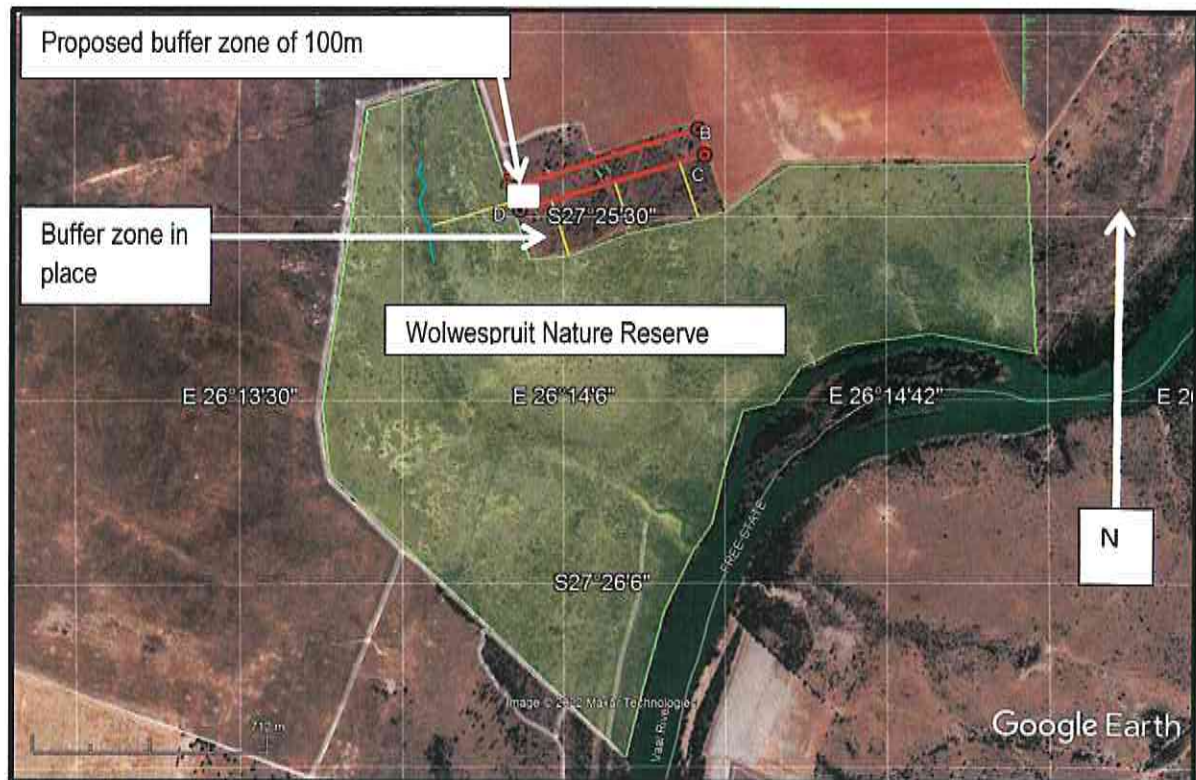 Proposed buffer zone of 100m
B
C
D
S27°25'30"
Buffer zone in
place
Wolwespruit Nature Reserve
E 26°13'30"
E 26°14'6"
E 26°14'42"
FREE STATE
N
S27°26'6"
Image © 2022 Maxar Technologies
712 m
Vaal River
Google Earth